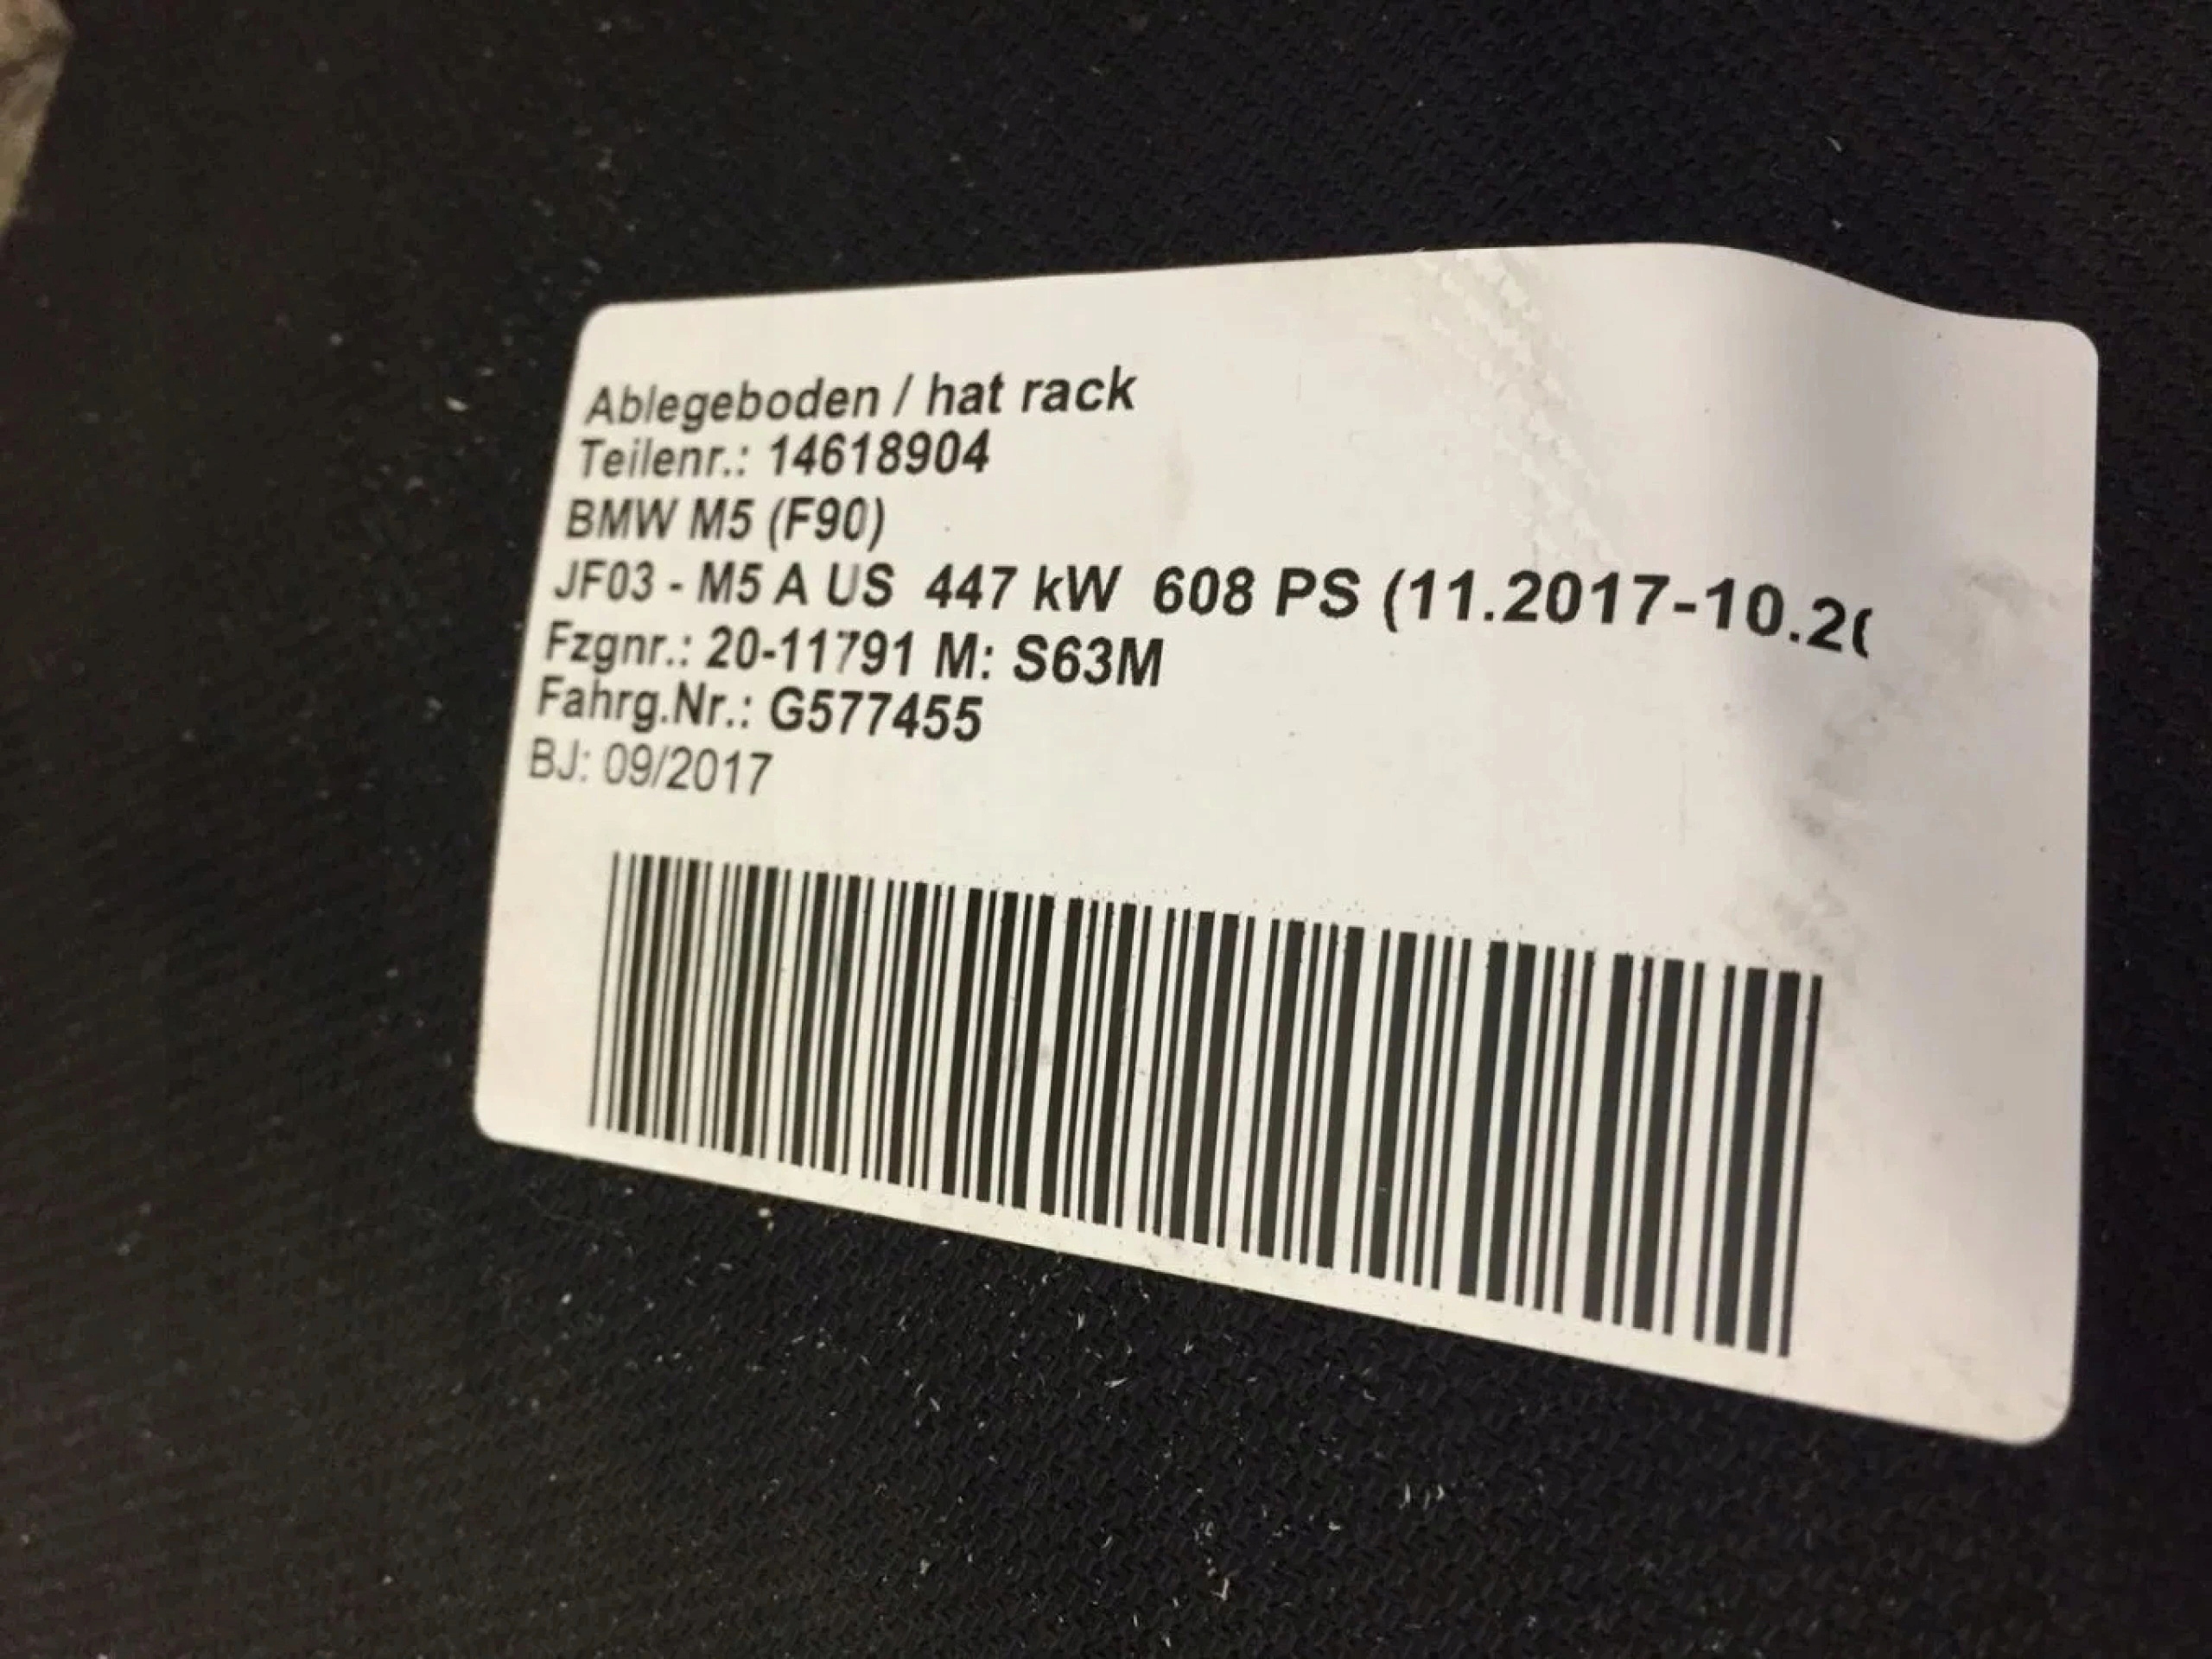 Ablegeboden / hat rack
Teilenr.: 14618904
BMW M5 (F90)
JF03 - M5 A US 447 kW 608 PS (11.2017-10.2(
Fzgnr.: 20-11791 M: S63M
Fahrg.Nr.: G577455
BJ: 09/2017